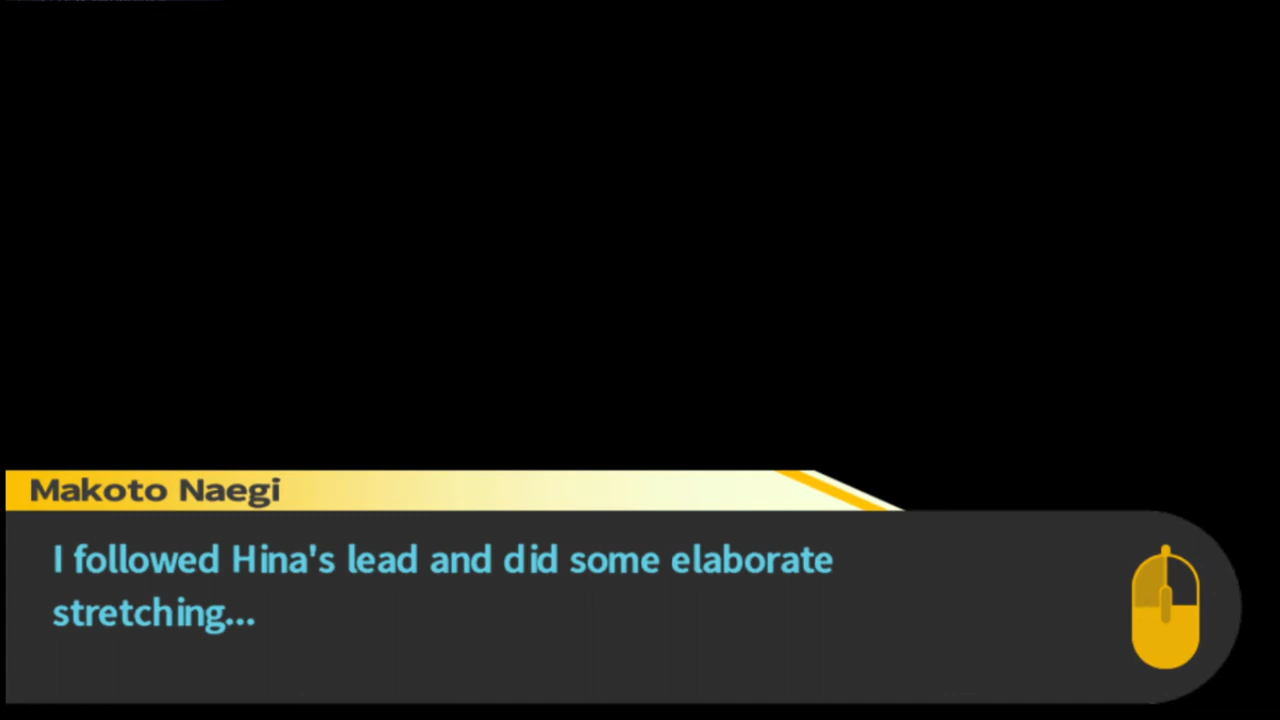 Makoto Naegi
I followed Hina's lead and did some elaborate
stretching...